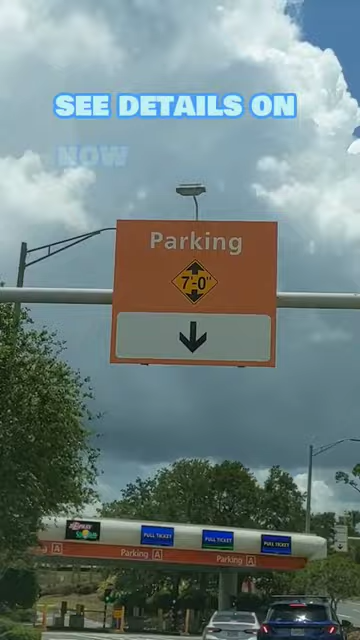 SEE DETAILS ON
NOW
Parking
7'-0"
PULL TICKET
PULL TICKET
PULL TICKET
A
Parking A
Parking A